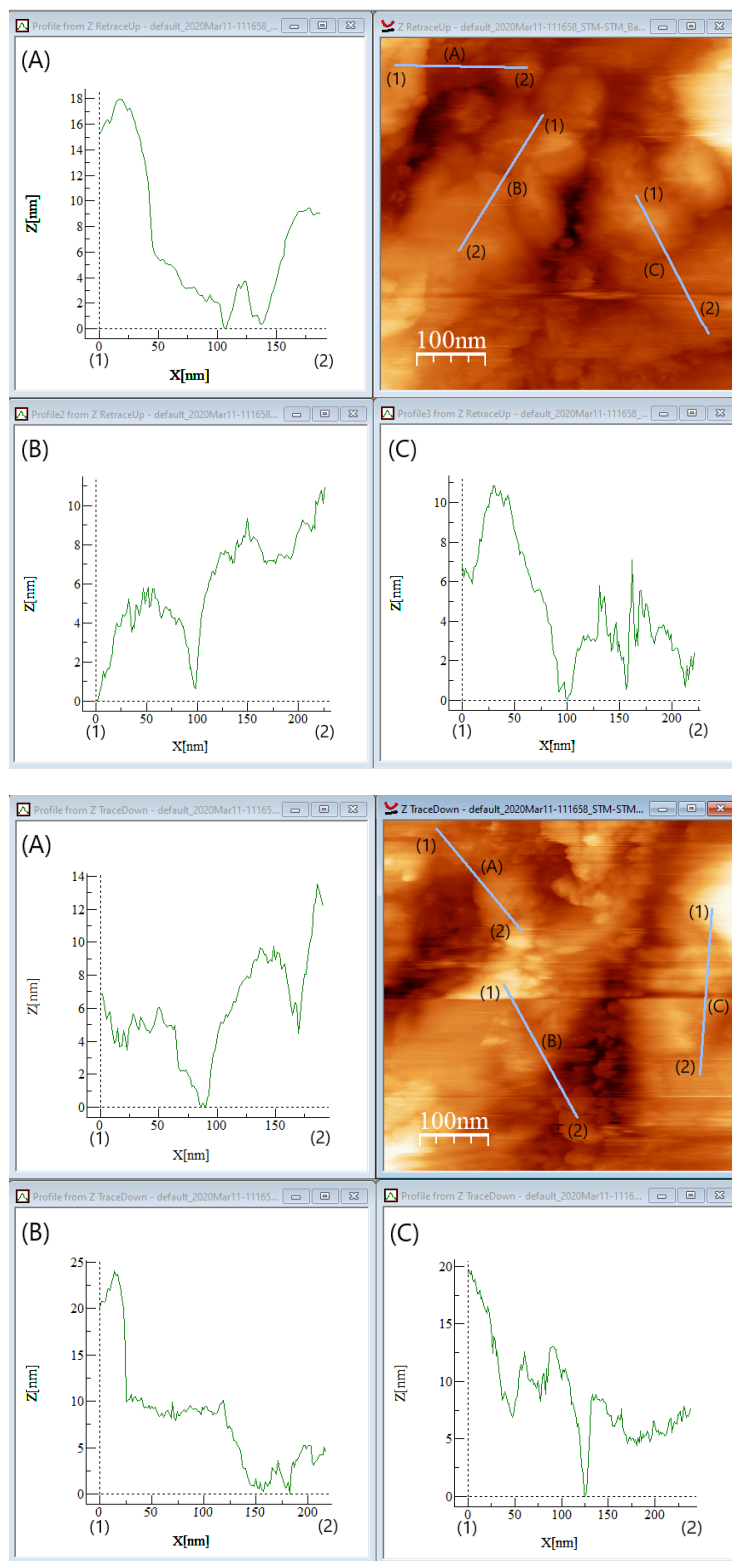 Profile from Z RetraceUp - default_2020Mar11-111658_...
(A)
18
16
14
12
10
8
6
4
2
0
Z[nm]
0
50
100
150
(1)
(2)
X[nm]
Z RetraceUp - default_2020Mar11-111658_STM-STM_Ba...
(A)
(1)
(2)
(1)
(B)
(2)
(1)
(C)
(2)
100nm
Profile2 from Z RetraceUp - default_2020Mar11-111658...
(B)
10
8
6
4
2
0
Z[nm]
0
50
100
150
200
(1)
(2)
X[nm]
Profile3 from Z RetraceUp - default_2020Mar11-111658_...
(C)
10
8
6
4
2
0
Z[nm]
0
50
100
150
200
(1)
(2)
X[nm]
Profile from Z TraceDown - default_2020Mar11-11165...
(A)
14
12
10
8
6
4
2
0
Z[nm]
0
50
100
150
(1)
(2)
X[nm]
Z TraceDown - default_2020Mar11-111658_STM-STM...
(1)
(A)
(2)
(1)
(B)
(2)
(1)
(C)
(2)
100nm
Profile from Z TraceDown - default_2020Mar11-11165...
(B)
25
20
15
10
5
0
Z[nm]
0
50
100
150
200
(1)
(2)
X[nm]
Profile from Z TraceDown - default_2020Mar11-1116...
(C)
20
15
10
5
0
Z[nm]
0
50
100
150
200
(1)
(2)
X[nm]